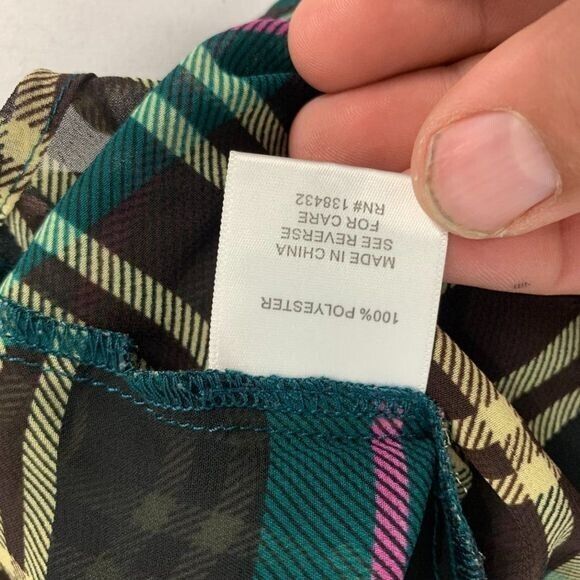 100% POLYESTER
MADE IN CHINA
SEE REVERSE
FOR CARE
RN# 138432